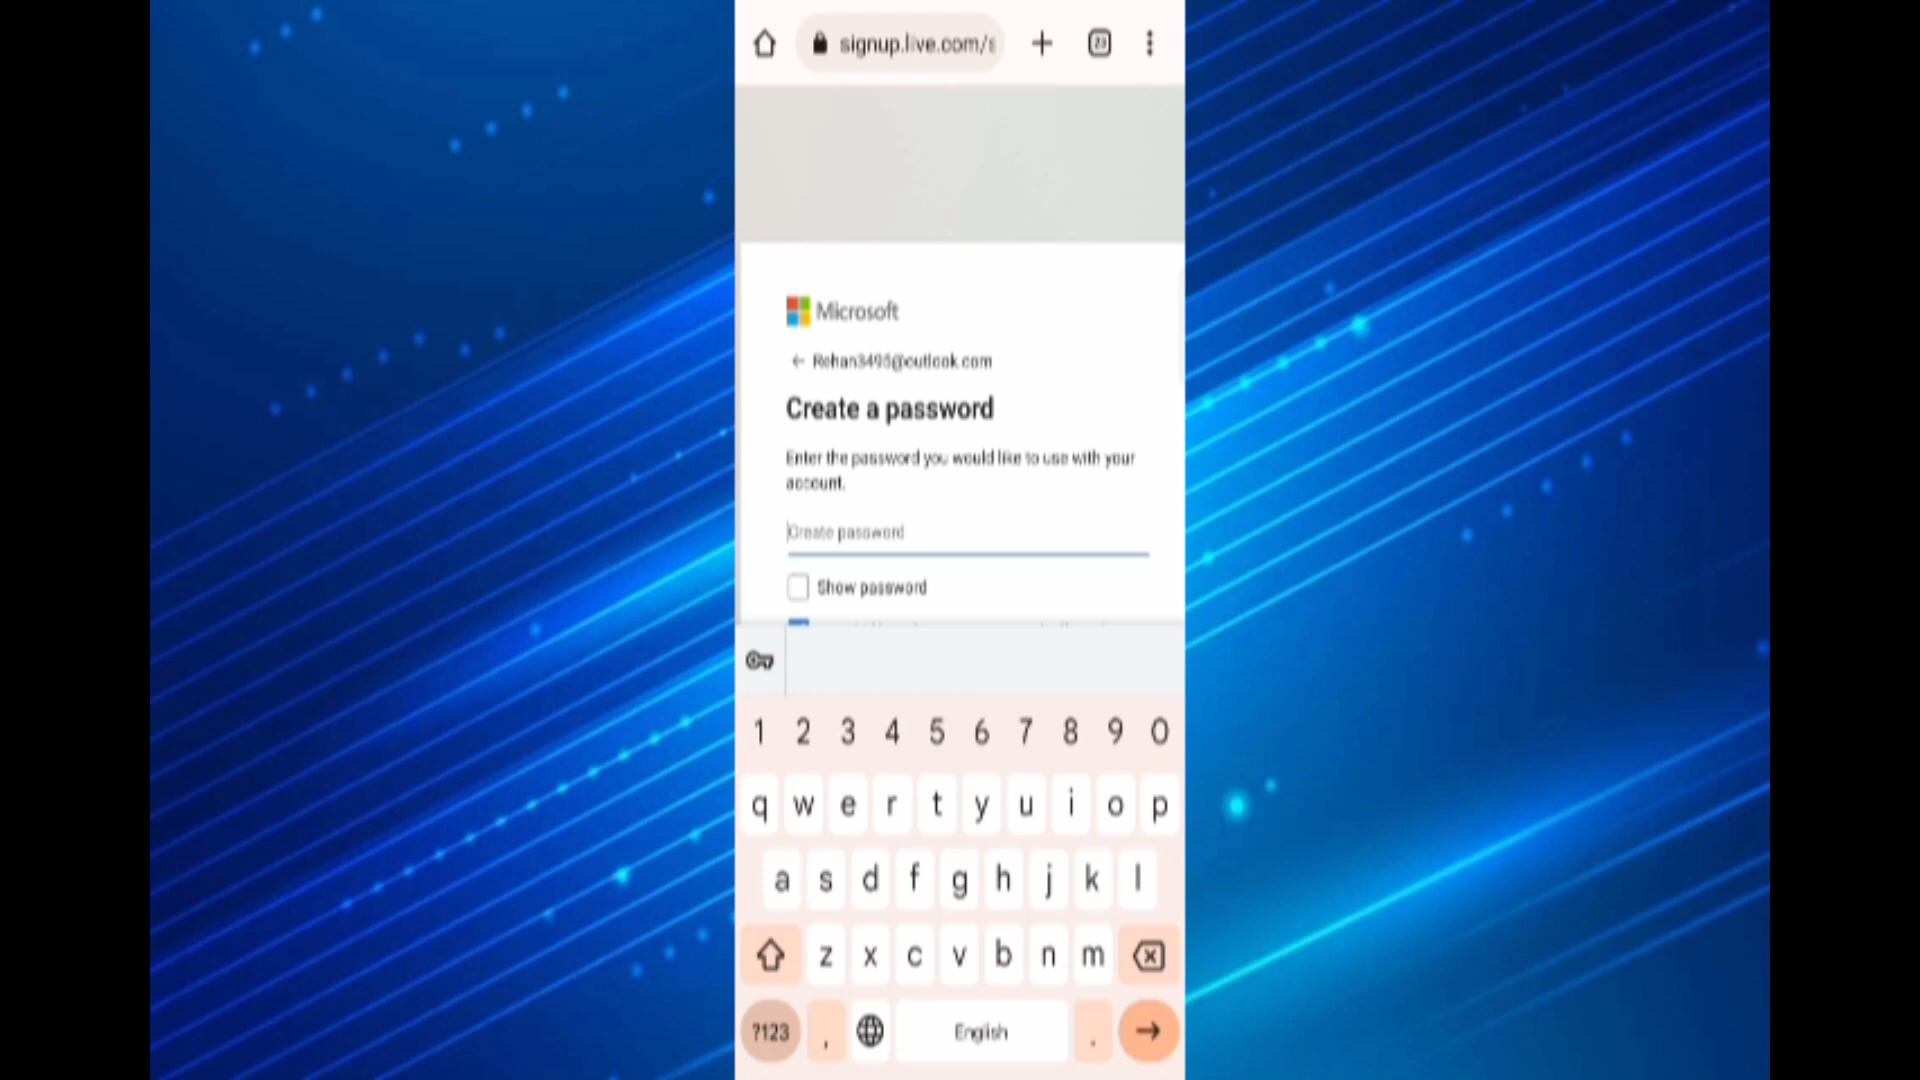 signup.live.com/s
23
Microsoft
← Rehan3495@outlook.com
Create a password
Enter the password you would like to use with your
account.
Create password
Show password
1 2 3 4 5 6 7 8 9 0
q w e r t y u i o p
a s d f g h j k l
z x c v b n m
?123 , English .